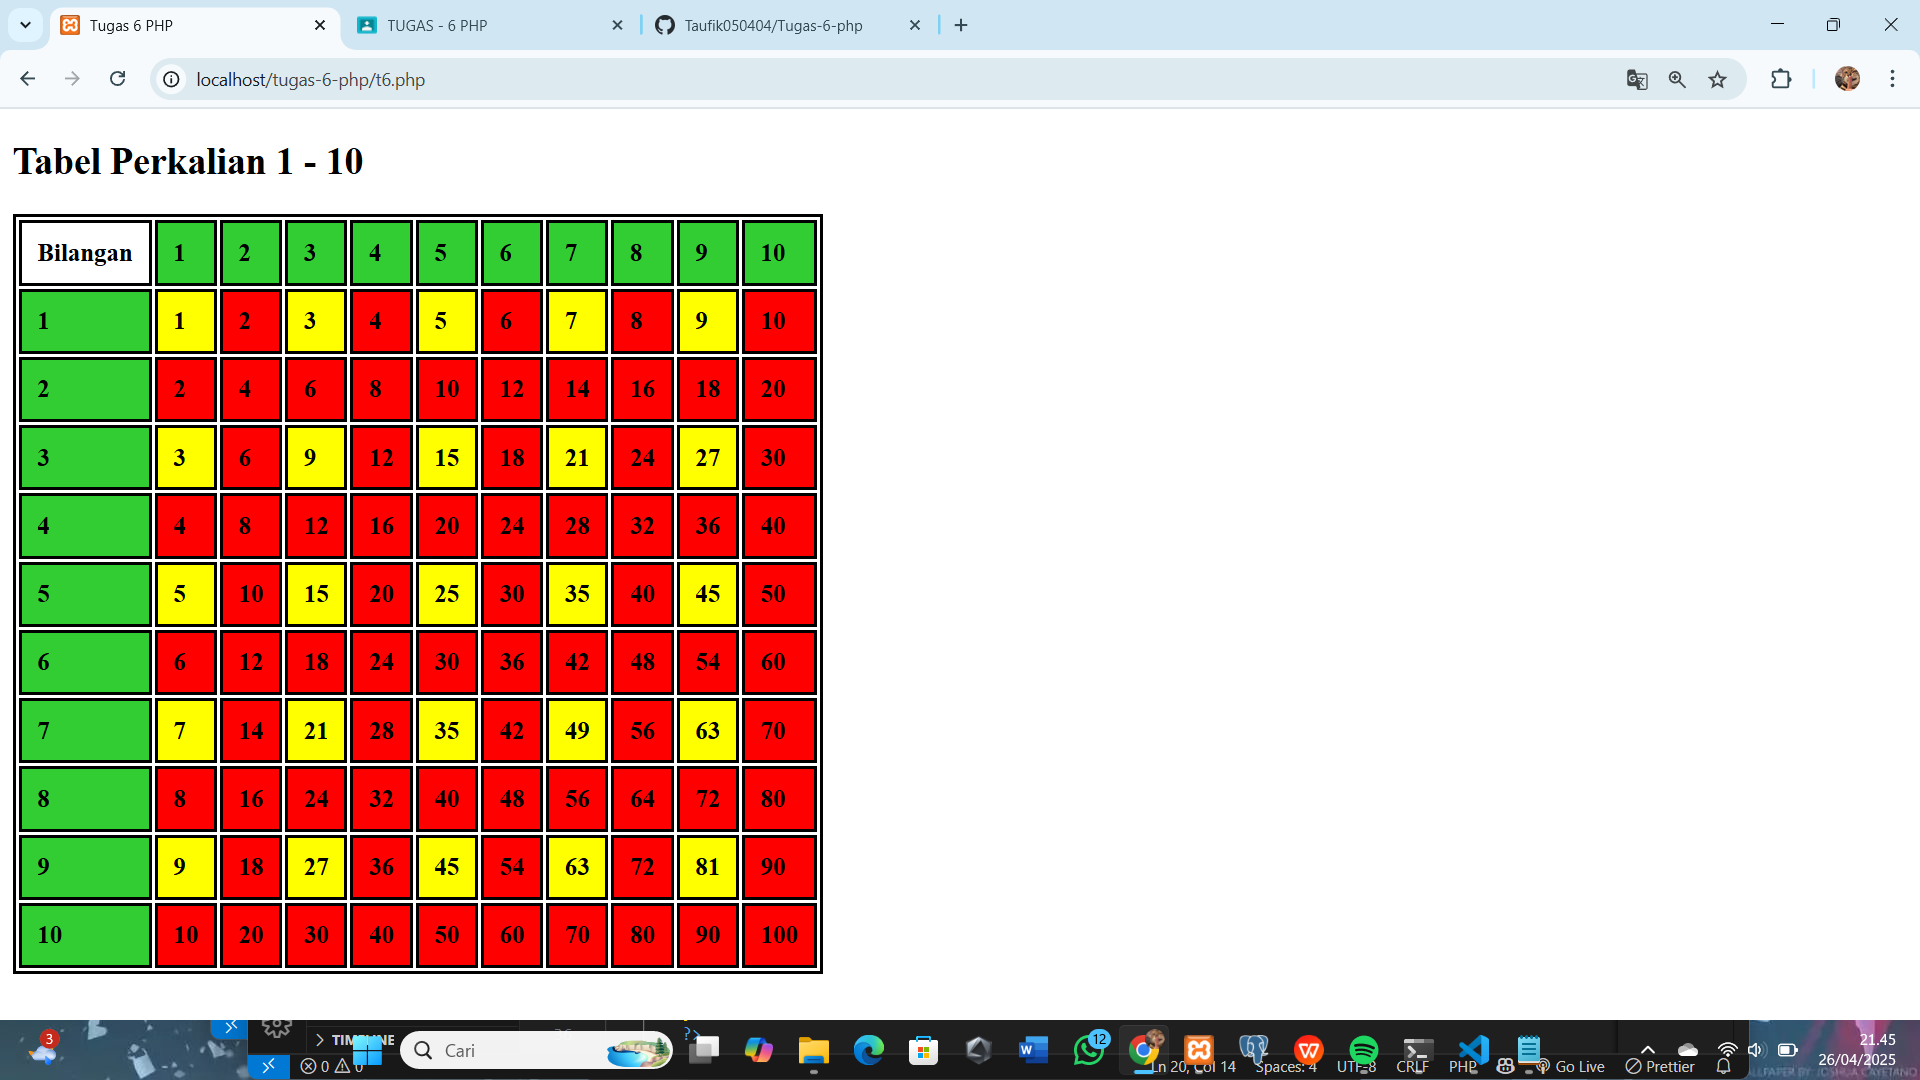 Tugas 6 PHP
TUGAS - 6 PHP
Taufik050404/Tugas-6-php
localhost/tugas-6-php/t6.php
Tabel Perkalian 1 - 10
Bilangan 1 2 3 4 5 6 7 8 9 10
1 1 2 3 4 5 6 7 8 9 10
2 2 4 6 8 10 12 14 16 18 20
3 3 6 9 12 15 18 21 24 27 30
4 4 8 12 16 20 24 28 32 36 40
5 5 10 15 20 25 30 35 40 45 50
6 6 12 18 24 30 36 42 48 54 60
7 7 14 21 28 35 42 49 56 63 70
8 8 16 24 32 40 48 56 64 72 80
9 9 18 27 36 45 54 63 72 81 90
10 10 20 30 40 50 60 70 80 90 100
3
Cari
12
21.45
0 Ln 20, Col 14 Spaces: 4 UTF-8 CRLF PHP Go Live Prettier 26/04/2025